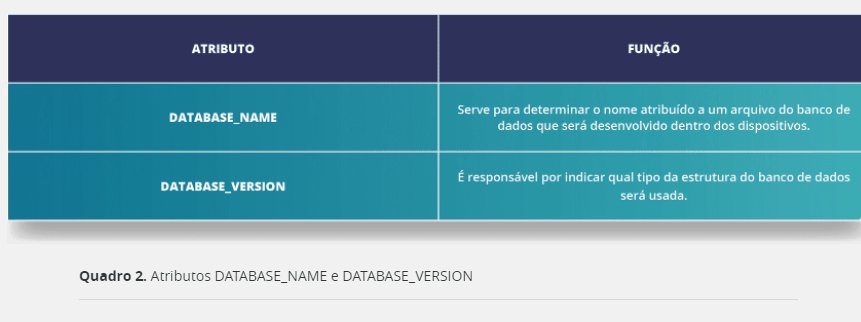 ATRIBUTO
FUNÇÃO
DATABASE_NAME
Serve para determinar o nome atribuído a um arquivo do banco de
dados que será desenvolvido dentro dos dispositivos.
DATABASE_VERSION
É responsável por indicar qual tipo da estrutura do banco de dados
será usada.
Quadro 2. Atributos DATABASE_NAME e DATABASE_VERSION